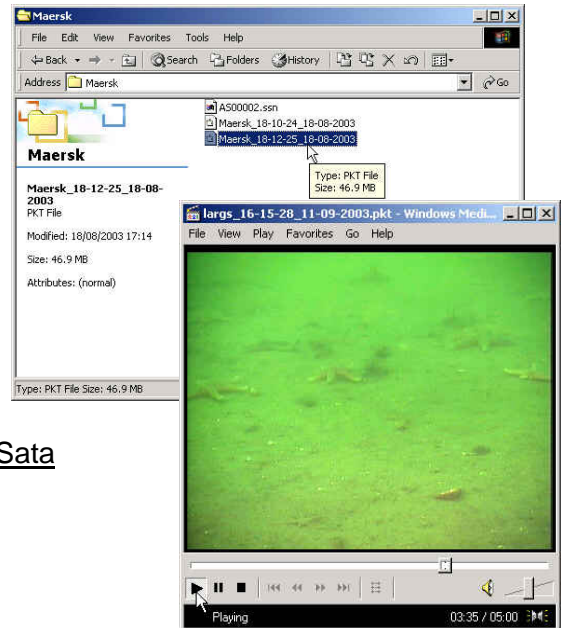 Maersk
File Edit View Favorites Tools Help
Back Search Folders History
Address Maersk Go
AS00002.ssn
Maersk_18-10-24_18-08-2003
Maersk_18-12-25_18-08-2003
Type: PKT File
Size: 46.9 MB
Maersk
Maersk_18-12-25_18-08-
2003
PKT File
Modified: 18/08/2003 17:14
Size: 46.9 MB
Attributes: (normal)
Type: PKT File Size: 46.9 MB
largs_16-15-28_11-09-2003.pkt - Windows Medi...
File View Play Favorites Go Help
Sata
Playing 03:35 / 05:00